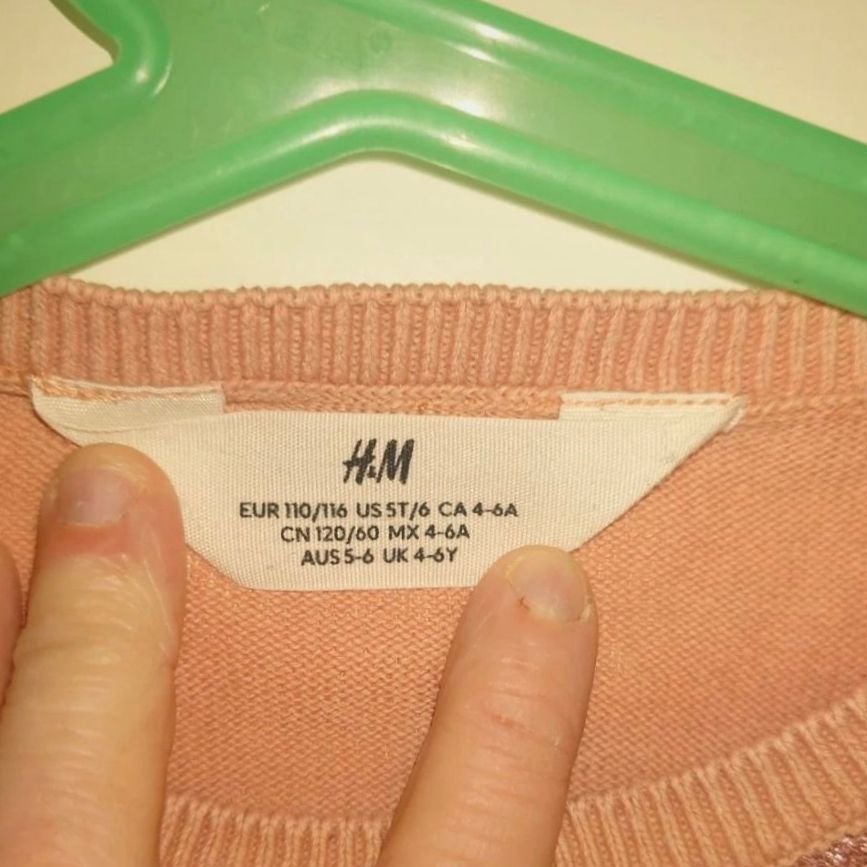 H&M
EUR 110/116 US 5T/6 CA 4-6A
CN 120/60 MX 4-6A
AUS 5-6 UK 4-6Y